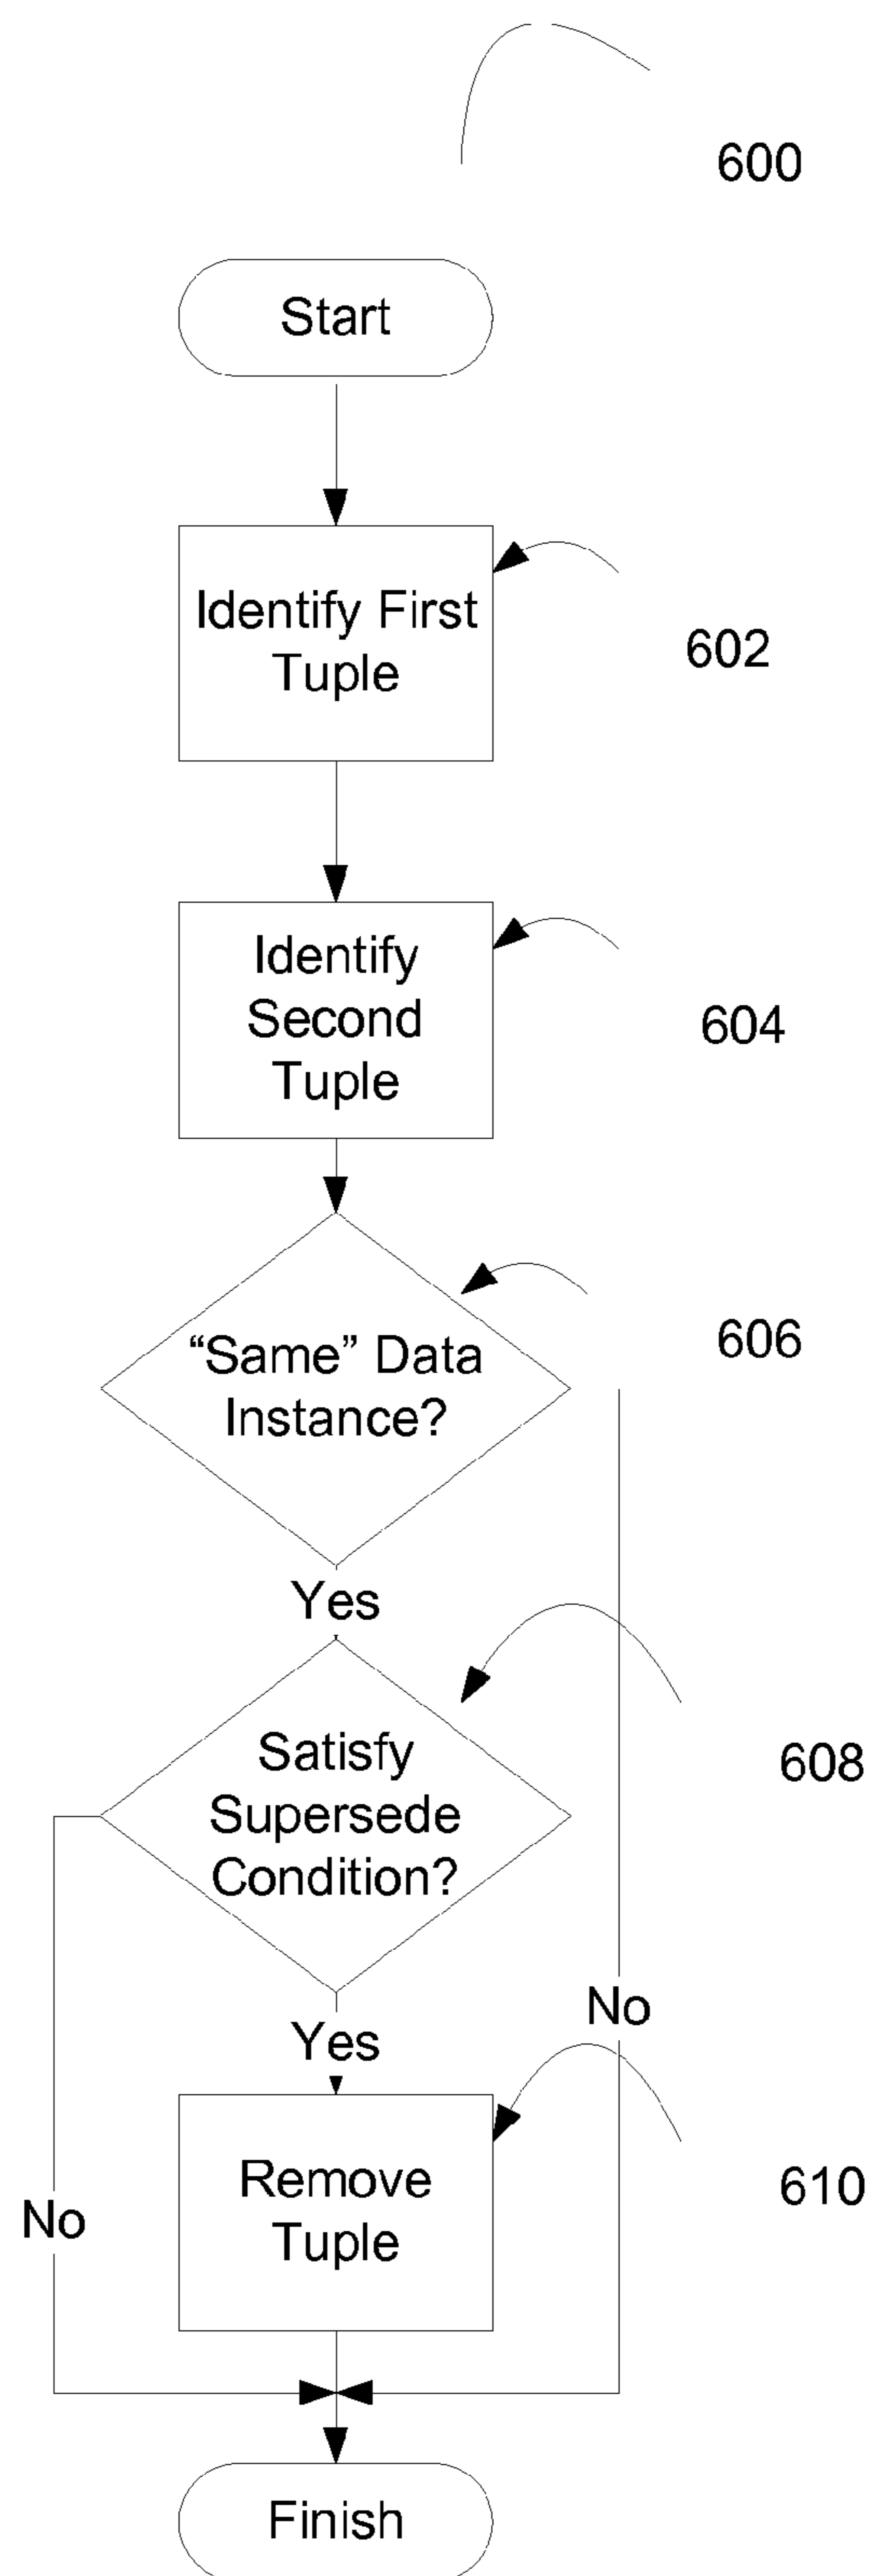 600
Start
Identify First
Tuple
602
Identify
Second
Tuple
604
“Same” Data
Instance?
606
Yes
Satisfy
Supersede
Condition?
608
No
Yes
Remove
Tuple
610
No
Finish